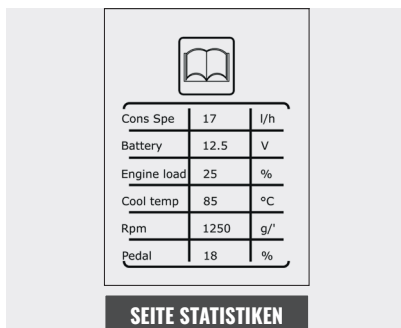 Cons Spe 17 l/h
Battery 12.5 V
Engine load 25 %
Cool temp 85 °C
Rpm 1250 g/'
Pedal 18 %
SEITE STATISTIKEN